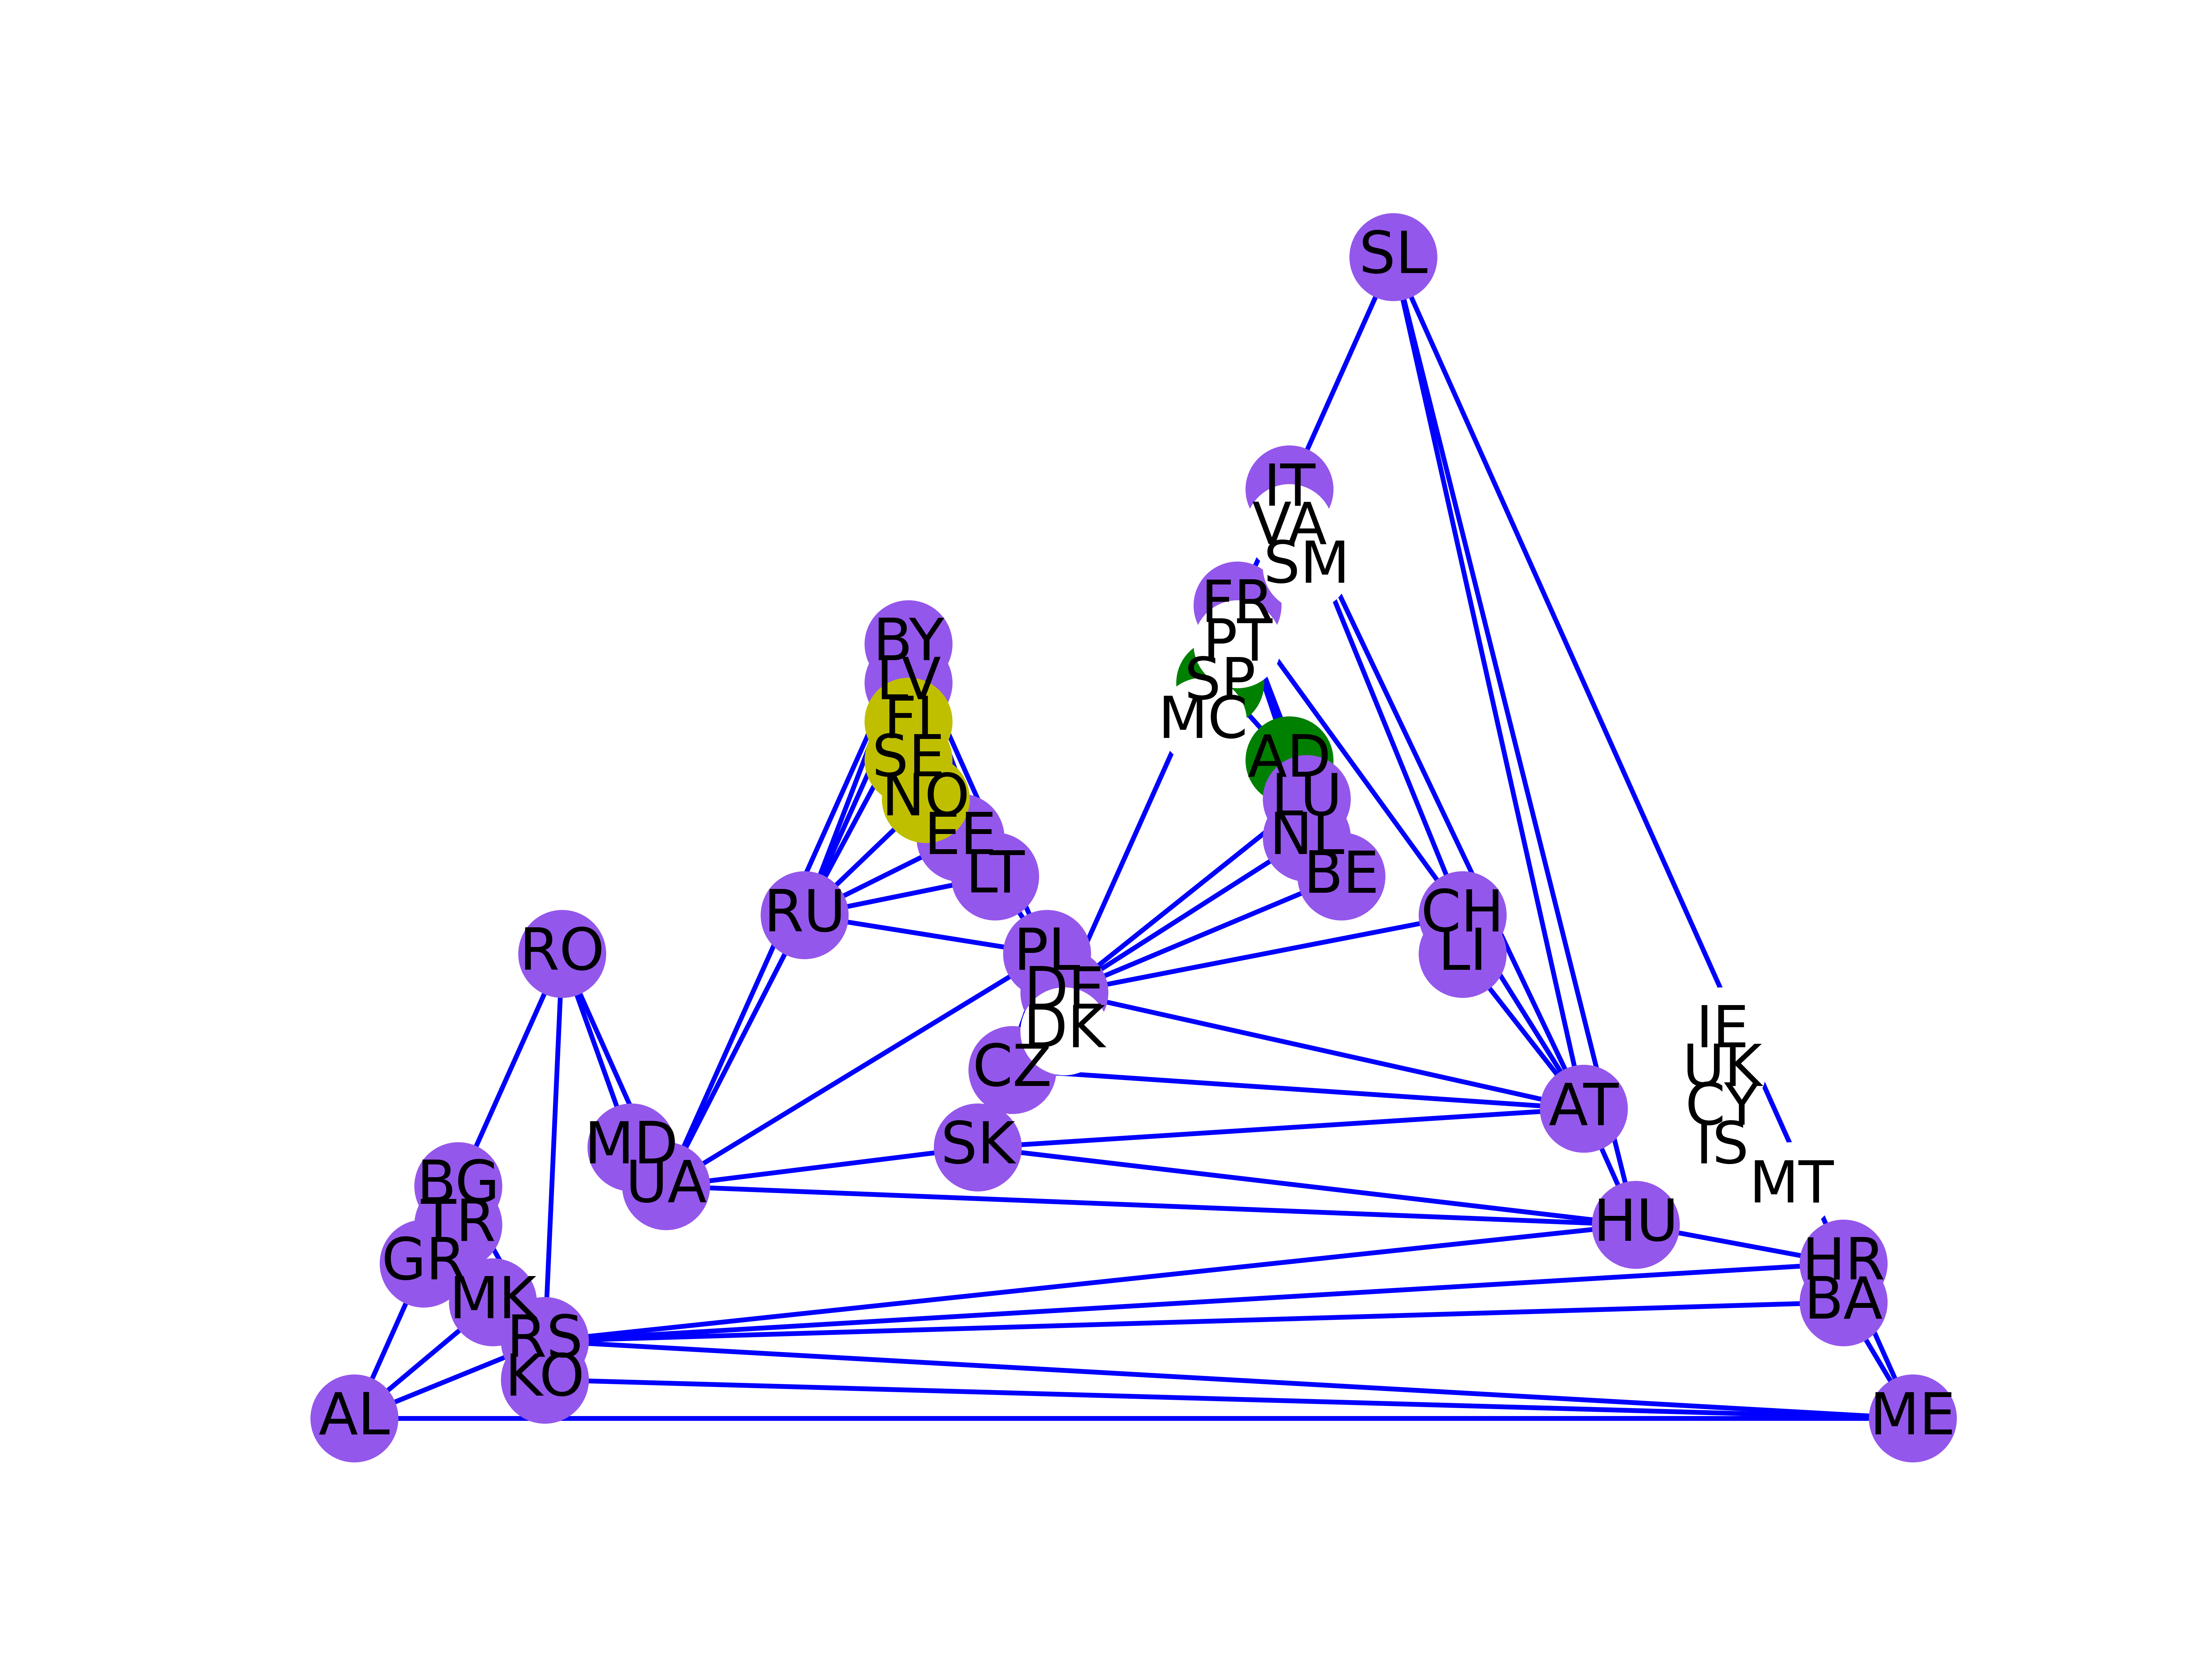 SL
IT
VA
SM
FR
PT
SP
MC
BY
LV
FI
SE
NO
EE
LT
AD
LU
NL
BE
RU
CH
LI
RO
PL
DE
DK
CZ
IE
UK
CY
IS
MT
AT
MD
UA
SK
BG
TR
GR
MK
RS
KO
HU
HR
BA
AL
ME